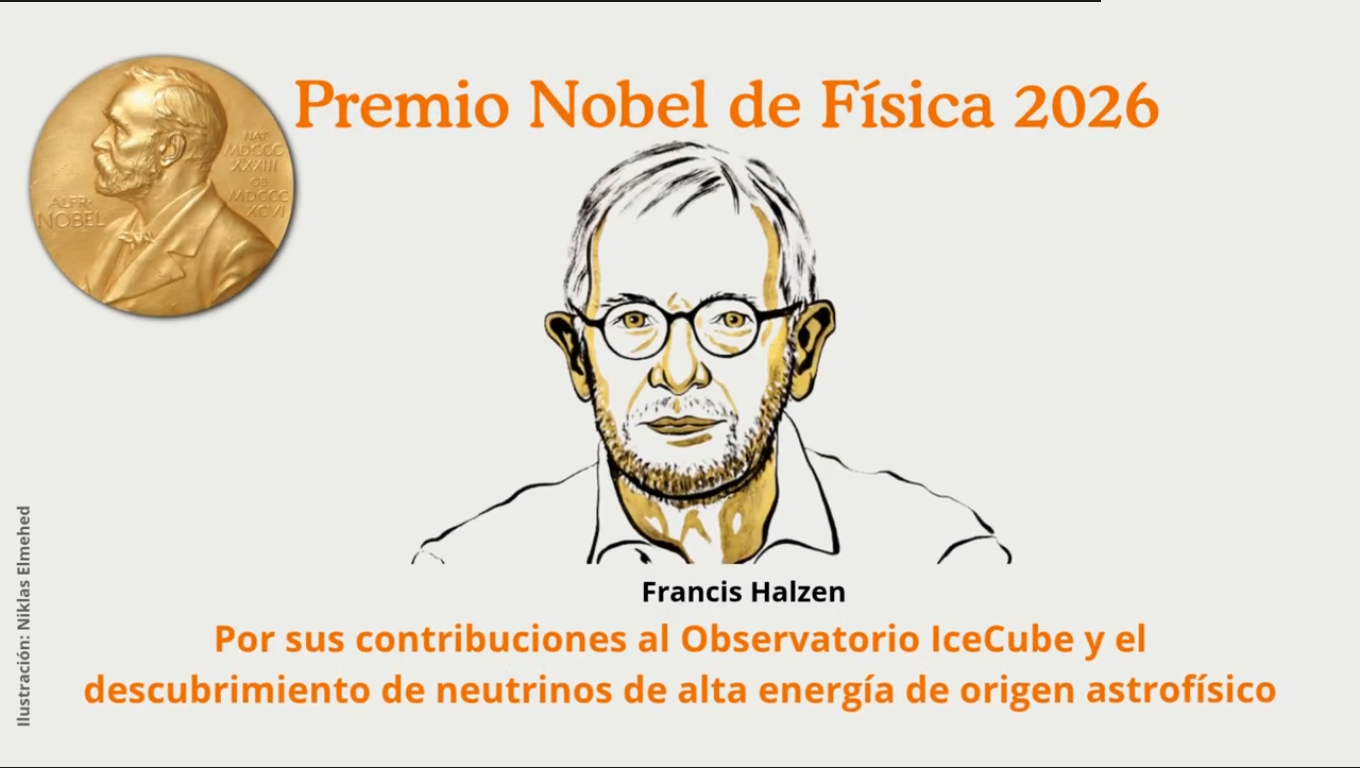 Premio Nobel de Física 2026
NAT·
MDCCC
XXXIII
OB·
MDCCC
XCVI
ALFR·
NOBEL
Francis Halzen
Por sus contribuciones al Observatorio IceCube y el
descubrimiento de neutrinos de alta energía de origen astrofísico
Ilustración: Niklas Elmehed